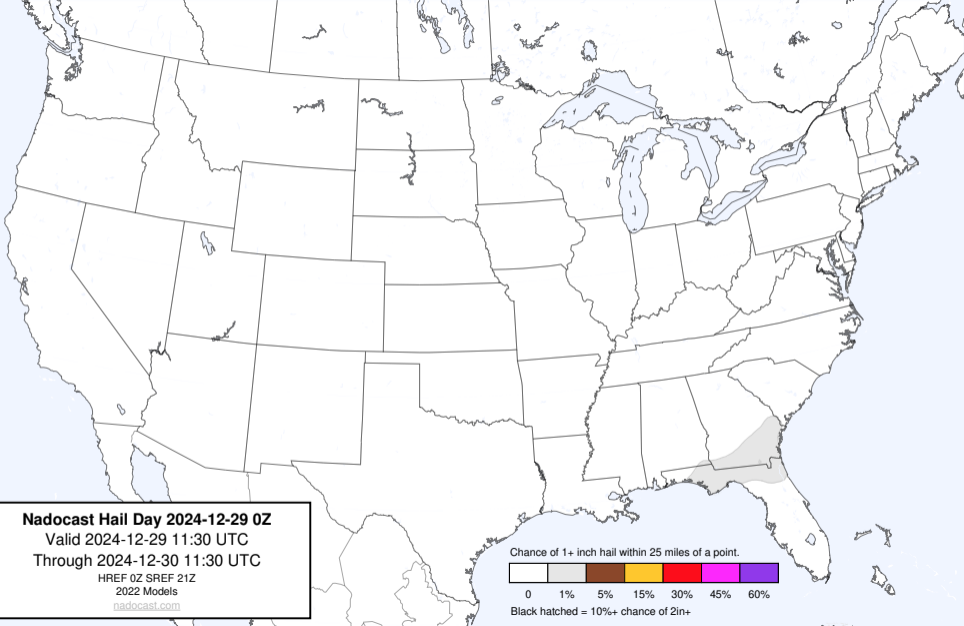 Nadocast Hail Day 2024-12-29 0Z
Valid 2024-12-29 11:30 UTC
Through 2024-12-30 11:30 UTC
HREF 0Z SREF 21Z
2022 Models
nadocast.com
Chance of 1+ inch hail within 25 miles of a point.
0 1% 5% 15% 30% 45% 60%
Black hatched = 10%+ chance of 2in+